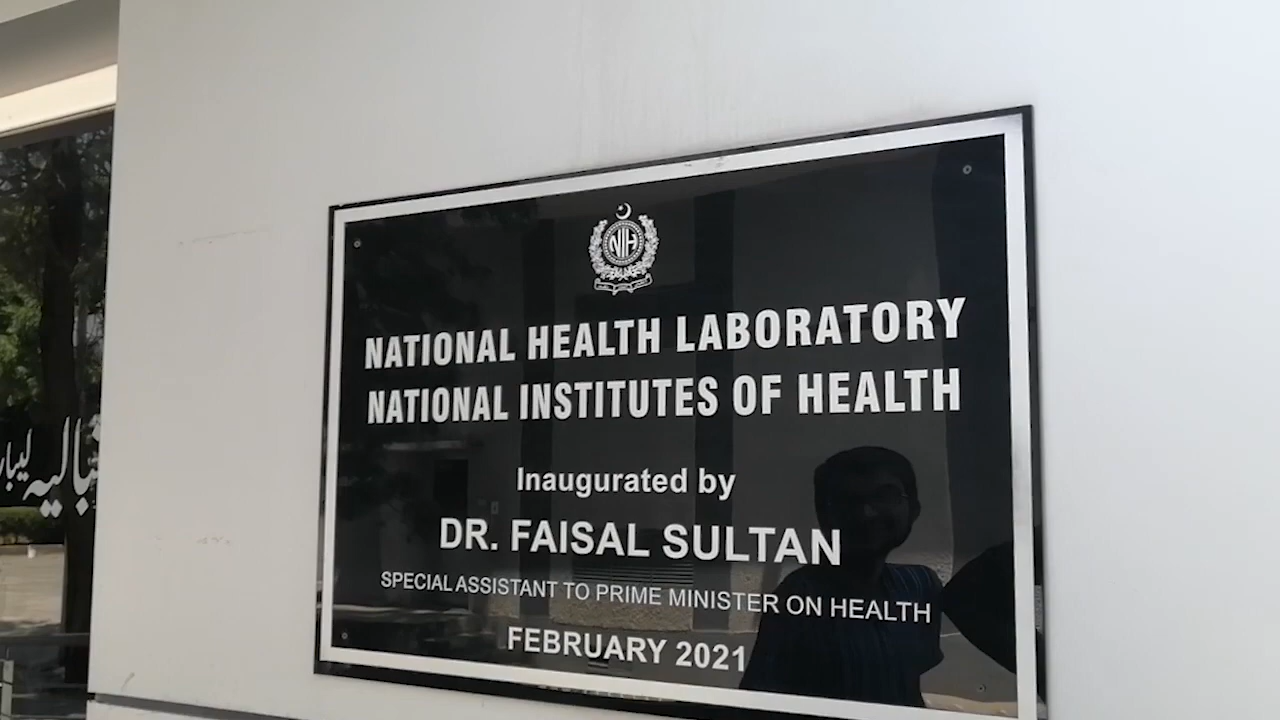 NIH
NATIONAL HEALTH LABORATORY
NATIONAL INSTITUTES OF HEALTH
Inaugurated by
DR. FAISAL SULTAN
SPECIAL ASSISTANT TO PRIME MINISTER ON HEALTH
FEBRUARY 2021